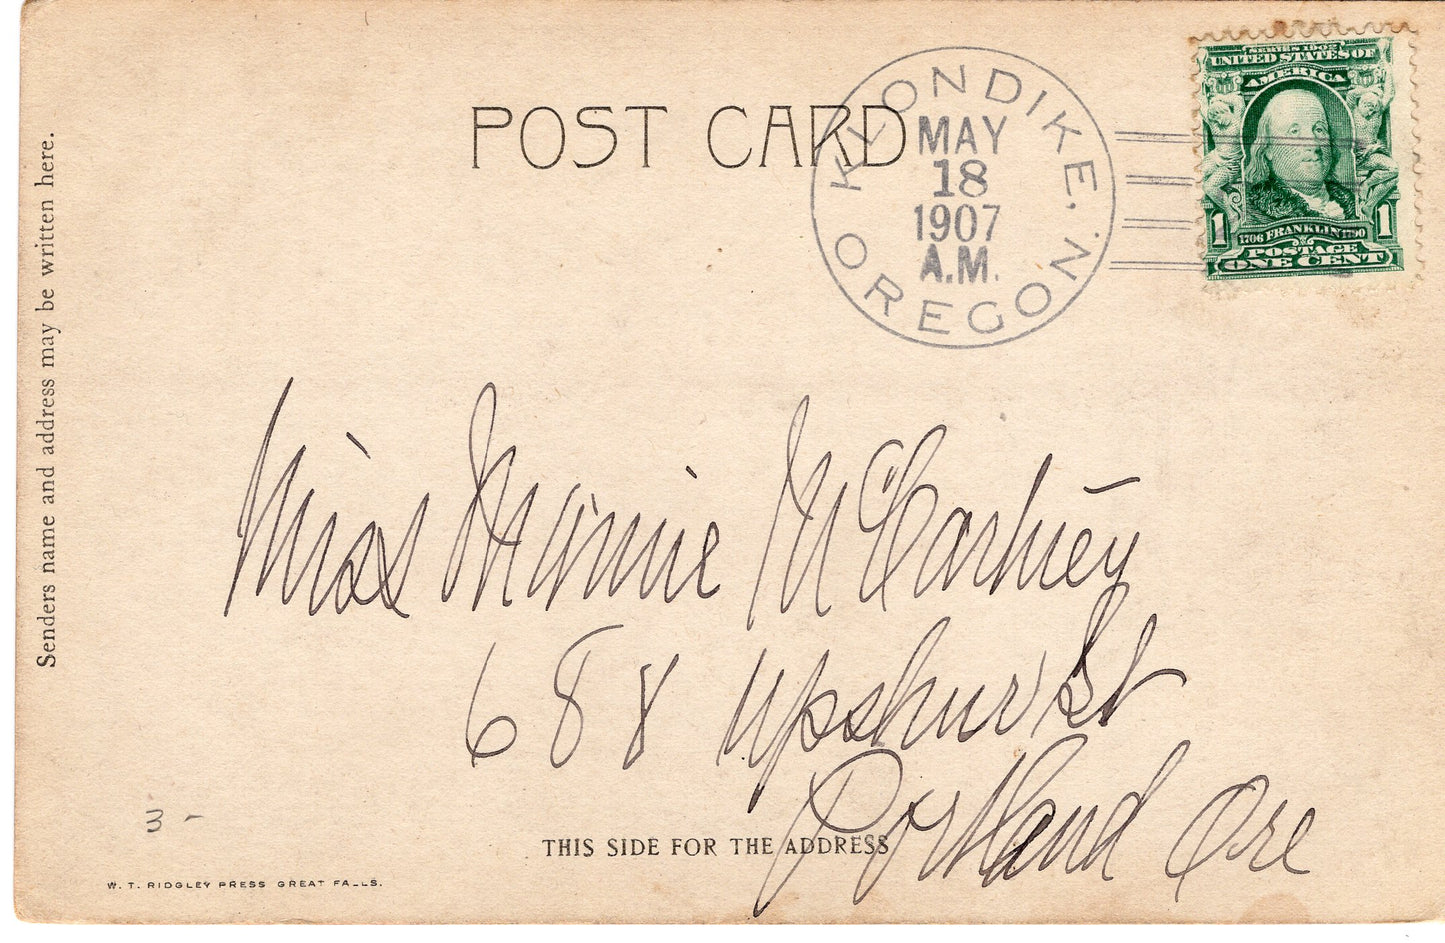 POST CARD
KLONDIKE, OREGON.
MAY
18
1907
A.M.
SERIES 1902
UNITED STATES OF
AMERICA
1 1
1706 FRANKLIN 1790
POSTAGE
ONE CENT
Senders name and address may be written here.
Miss Minnie McCartney
688 Upshur St
Portland Ore
3 -
THIS SIDE FOR THE ADDRESS
W. T. RIDGLEY PRESS GREAT FALLS.